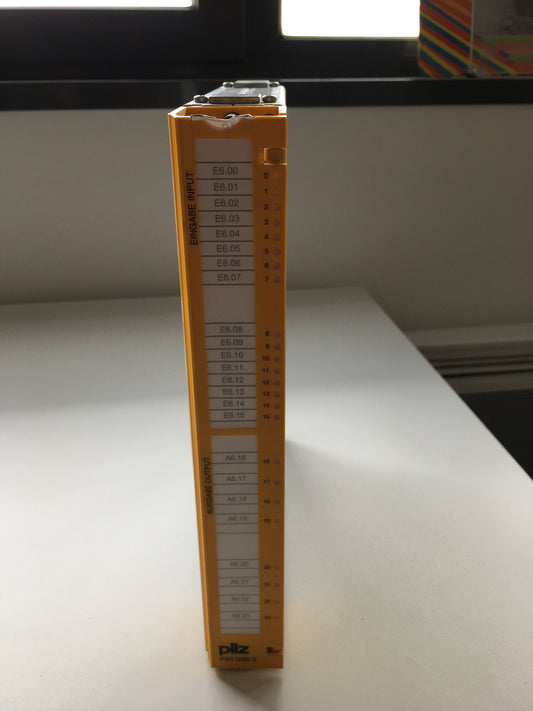 EINGABE INPUT
E6.00 0
E6.01 1
E6.02 2
E6.03 3
E6.04 4
E6.05 5
E6.06 6
E6.07 7
E6.08 8
E6.09 9
E6.10 10
E6.11 11
E6.12 12
E6.13 13
E6.14 14
E6.15 15
AUSGABE OUTPUT
A6.16 16
A6.17 17
A6.18 18
A6.19 19
A6.20 20
A6.21
A6.22
A6.23
pilz
PSS